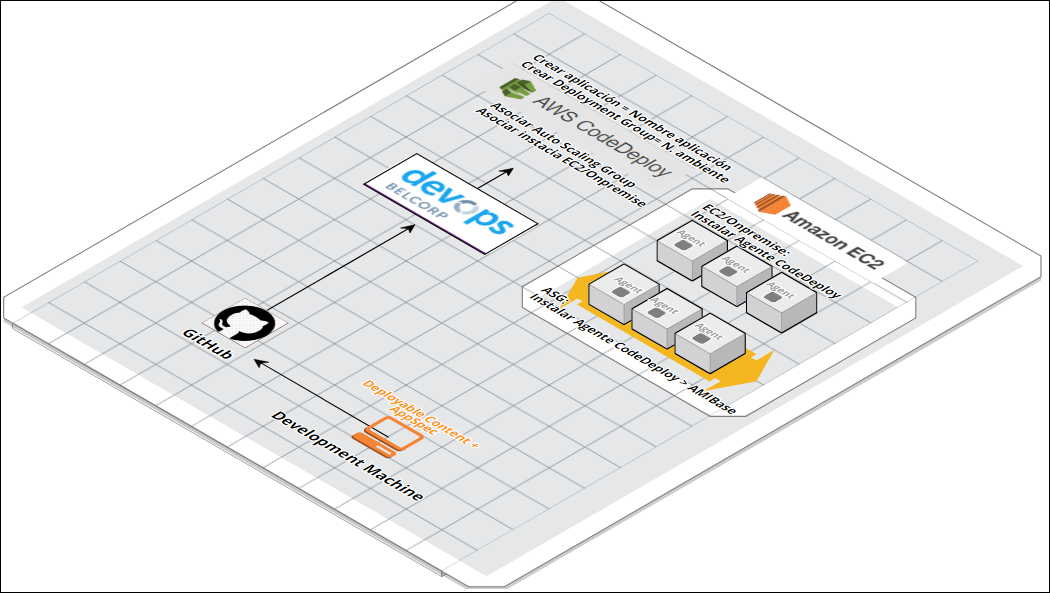 Crear aplicación = Nombre aplicación
Crear Deployment Group= N. ambiente
AWS CodeDeploy
Asociar Auto Scaling Group
Asociar instacia EC2/Onpremise
devops
BELCORP
Amazon EC2
EC2/Onpremise:
Instalar Agente CodeDeploy
Agent
Agent
Agent
Agent
Agent
Agent
ASG:
Instalar Agente CodeDeploy > AMIBase
GitHub
Deployable Content +
AppSpec
Development Machine